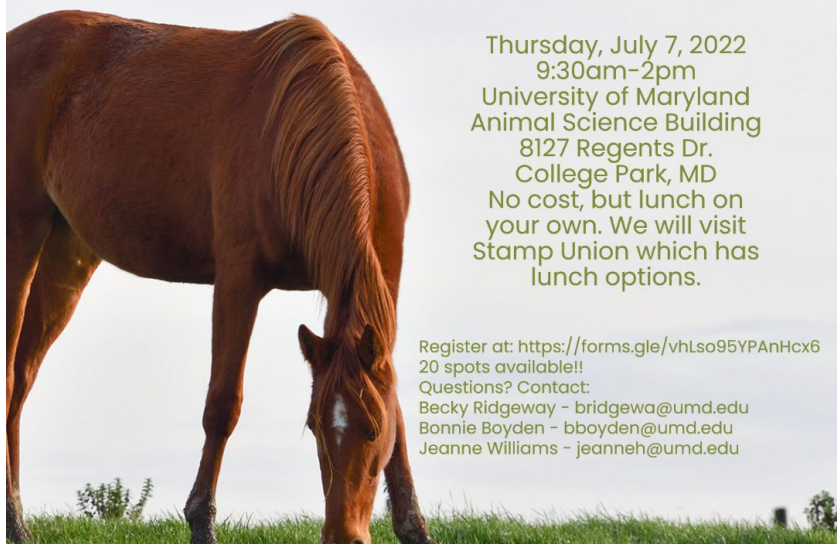 Thursday, July 7, 2022
9:30am-2pm
University of Maryland
Animal Science Building
8127 Regents Dr.
College Park, MD
No cost, but lunch on
your own. We will visit
Stamp Union which has
lunch options.
Register at: https://forms.gle/vhLso95YPAnHcx6
20 spots available!!
Questions? Contact:
Becky Ridgeway - bridgewa@umd.edu
Bonnie Boyden - bboyden@umd.edu
Jeanne Williams - jeanneh@umd.edu